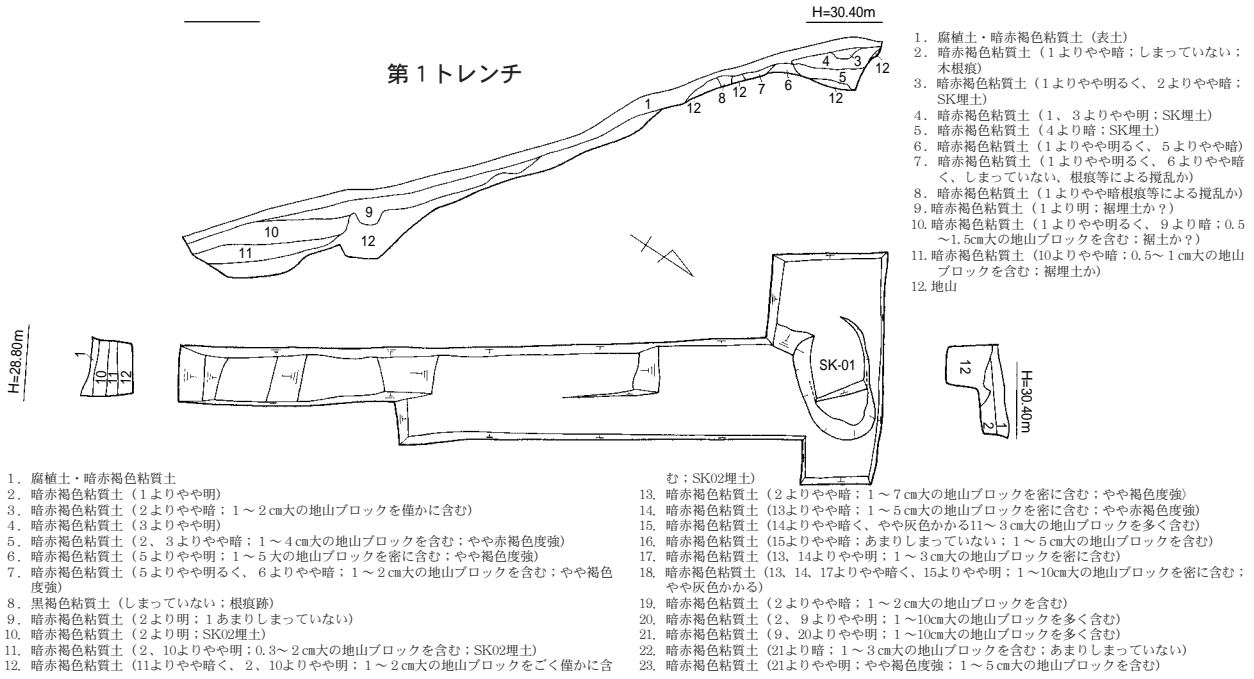 H=30.40m
第１トレンチ
4
3
5
12
1
12
8
12
7
6
12
9
10
12
11
1. 腐植土・暗赤褐色粘質土（表土）
2. 暗赤褐色粘質土（１よりやや暗；しまっていない；
木根痕）
3. 暗赤褐色粘質土（１よりやや明るく、２よりやや暗；
SK埋土）
4. 暗赤褐色粘質土（１、３よりやや明；SK埋土）
5. 暗赤褐色粘質土（４より暗；SK埋土）
6. 暗赤褐色粘質土（１よりやや明るく、５よりやや暗）
7. 暗赤褐色粘質土（１よりやや明るく、６よりやや暗
く、しまっていない、根痕等による撹乱か）
8. 暗赤褐色粘質土（１よりやや暗根痕等による撹乱か）
9. 暗赤褐色粘質土（１より明；裾埋土か？）
10. 暗赤褐色粘質土（１よりやや明るく、９より暗；0.5
～1.5㎝大の地山ブロックを含む；裾土か？）
11. 暗赤褐色粘質土（10よりやや暗；0.5～１㎝大の地山
ブロックを含む；裾埋土か）
12. 地山
H=28.80m
1
10
11
12
SK-01
12
2
1
H=30.40m
1. 腐植土・暗赤褐色粘質土
2. 暗赤褐色粘質土（１よりやや明）
3. 暗赤褐色粘質土（２よりやや暗；１～２㎝大の地山ブロックを僅かに含む）
4. 暗赤褐色粘質土（３よりやや明）
5. 暗赤褐色粘質土（２、３よりやや暗；１～４㎝大の地山ブロックを含む；やや赤褐色度強）
6. 暗赤褐色粘質土（５よりやや明；１～５大の地山ブロックを密に含む；やや褐色度強）
7. 暗赤褐色粘質土（５よりやや明るく、６よりやや暗；１～２㎝大の地山ブロックを含む；やや褐色
度強）
8. 黒褐色粘質土（しまっていない；根痕跡）
9. 暗赤褐色粘質土（２より明；１あまりしまっていない）
10. 暗赤褐色粘質土（２より明；SK02埋土）
11. 暗赤褐色粘質土（２、10よりやや明；0.3～２㎝大の地山ブロックを含む；SK02埋土）
12. 暗赤褐色粘質土（11よりやや暗く、２、10よりやや明；１～２㎝大の地山ブロックをごく僅かに含
む；SK02埋土）
13. 暗赤褐色粘質土（２よりやや暗；１～７㎝大の地山ブロックを密に含む；やや褐色度強）
14. 暗赤褐色粘質土（13よりやや暗；１～５㎝大の地山ブロックを密に含む；やや赤褐色度強）
15. 暗赤褐色粘質土（14よりやや暗く、やや灰色かかる11～３㎝大の地山ブロックを多く含む）
16. 暗赤褐色粘質土（15よりやや暗；あまりしまっていない；１～５㎝大の地山ブロックを含む）
17. 暗赤褐色粘質土（13、14よりやや明；１～３㎝大の地山ブロックを密に含む）
18. 暗赤褐色粘質土（13、14、17よりやや暗く、15よりやや明；１～10㎝大の地山ブロックを密に含む；
やや灰色かかる）
19. 暗赤褐色粘質土（２よりやや暗；１～２㎝大の地山ブロックを含む）
20. 暗赤褐色粘質土（２、９よりやや明；１～10㎝大の地山ブロックを多く含む）
21. 暗赤褐色粘質土（９、20よりやや明；１～10㎝大の地山ブロックを多く含む）
22. 暗赤褐色粘質土（21より暗；１～３㎝大の地山ブロックを含む；あまりしまっていない）
23. 暗赤褐色粘質土（21よりやや明；やや褐色度強；１～５㎝大の地山ブロックを含む）